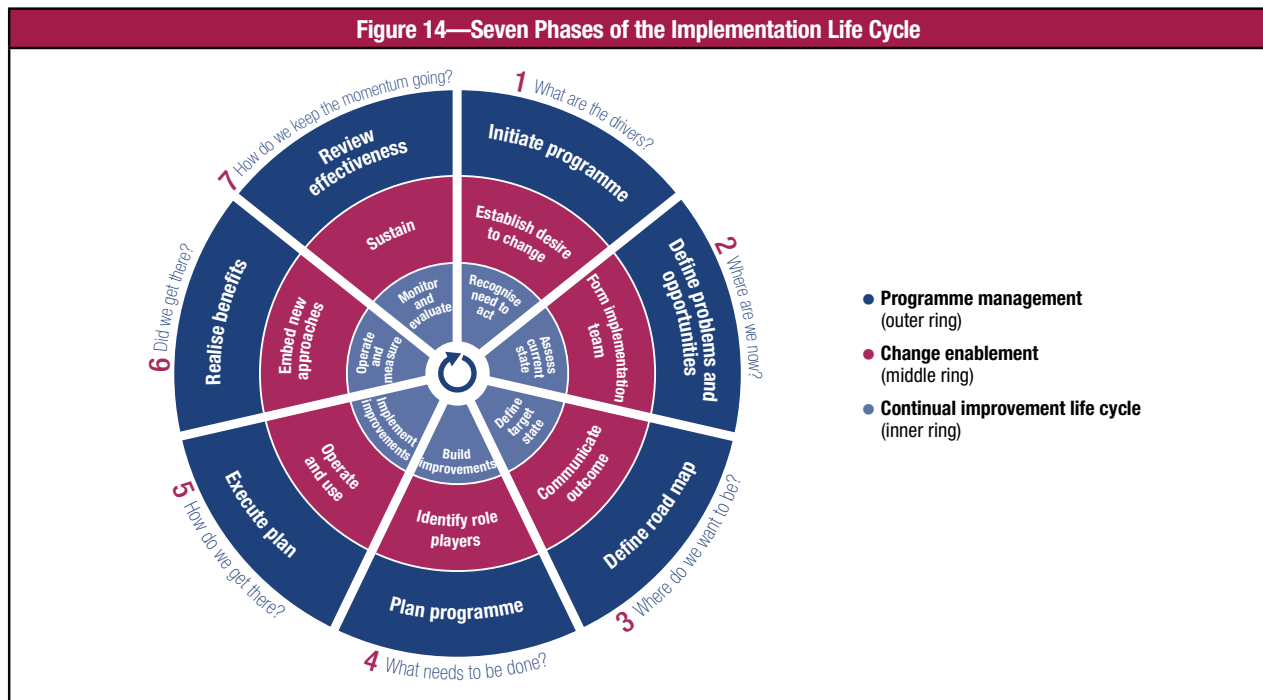 Figure 14—Seven Phases of the Implementation Life Cycle
1 What are the drivers?
Initiate programme
Establish desire
to change
Recognise
need to
act
2 Where are we now?
Define problems and
opportunities
Form implementation
team
Assess
current
state
3 Where do we want to be?
Define road map
Communicate
outcome
Define
target
state
4 What needs to be done?
Plan programme
Identify role
players
Build
improvements
5 How do we get there?
Execute plan
Operate
and use
Implement
improvements
6 Did we get there?
Realise benefits
Embed new
approaches
Operate
and
measure
7 How do we keep the momentum going?
Review
effectiveness
Sustain
Monitor
and
evaluate
Programme management
(outer ring)
Change enablement
(middle ring)
Continual improvement life cycle
(inner ring)